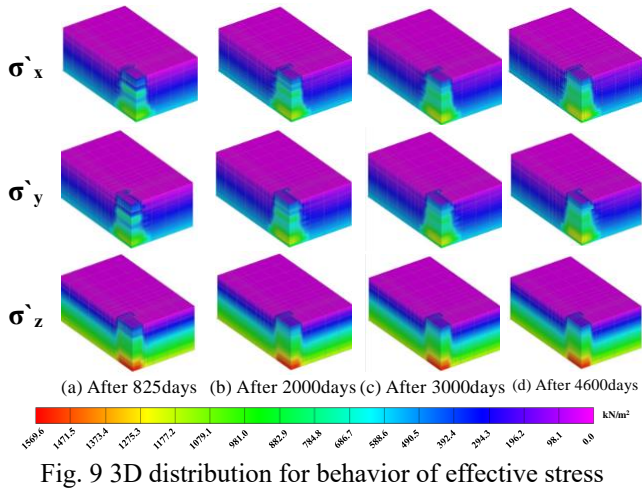 σ`x
σ`y
σ`z
(a) After 825days (b) After 2000days (c) After 3000days (d) After 4600days
kN/m²
1569.6 1471.5 1373.4 1275.3 1177.2 1079.1 981.0 882.9 784.8 686.7 588.6 490.5 392.4 294.3 196.2 98.1 0.0
Fig. 9 3D distribution for behavior of effective stress